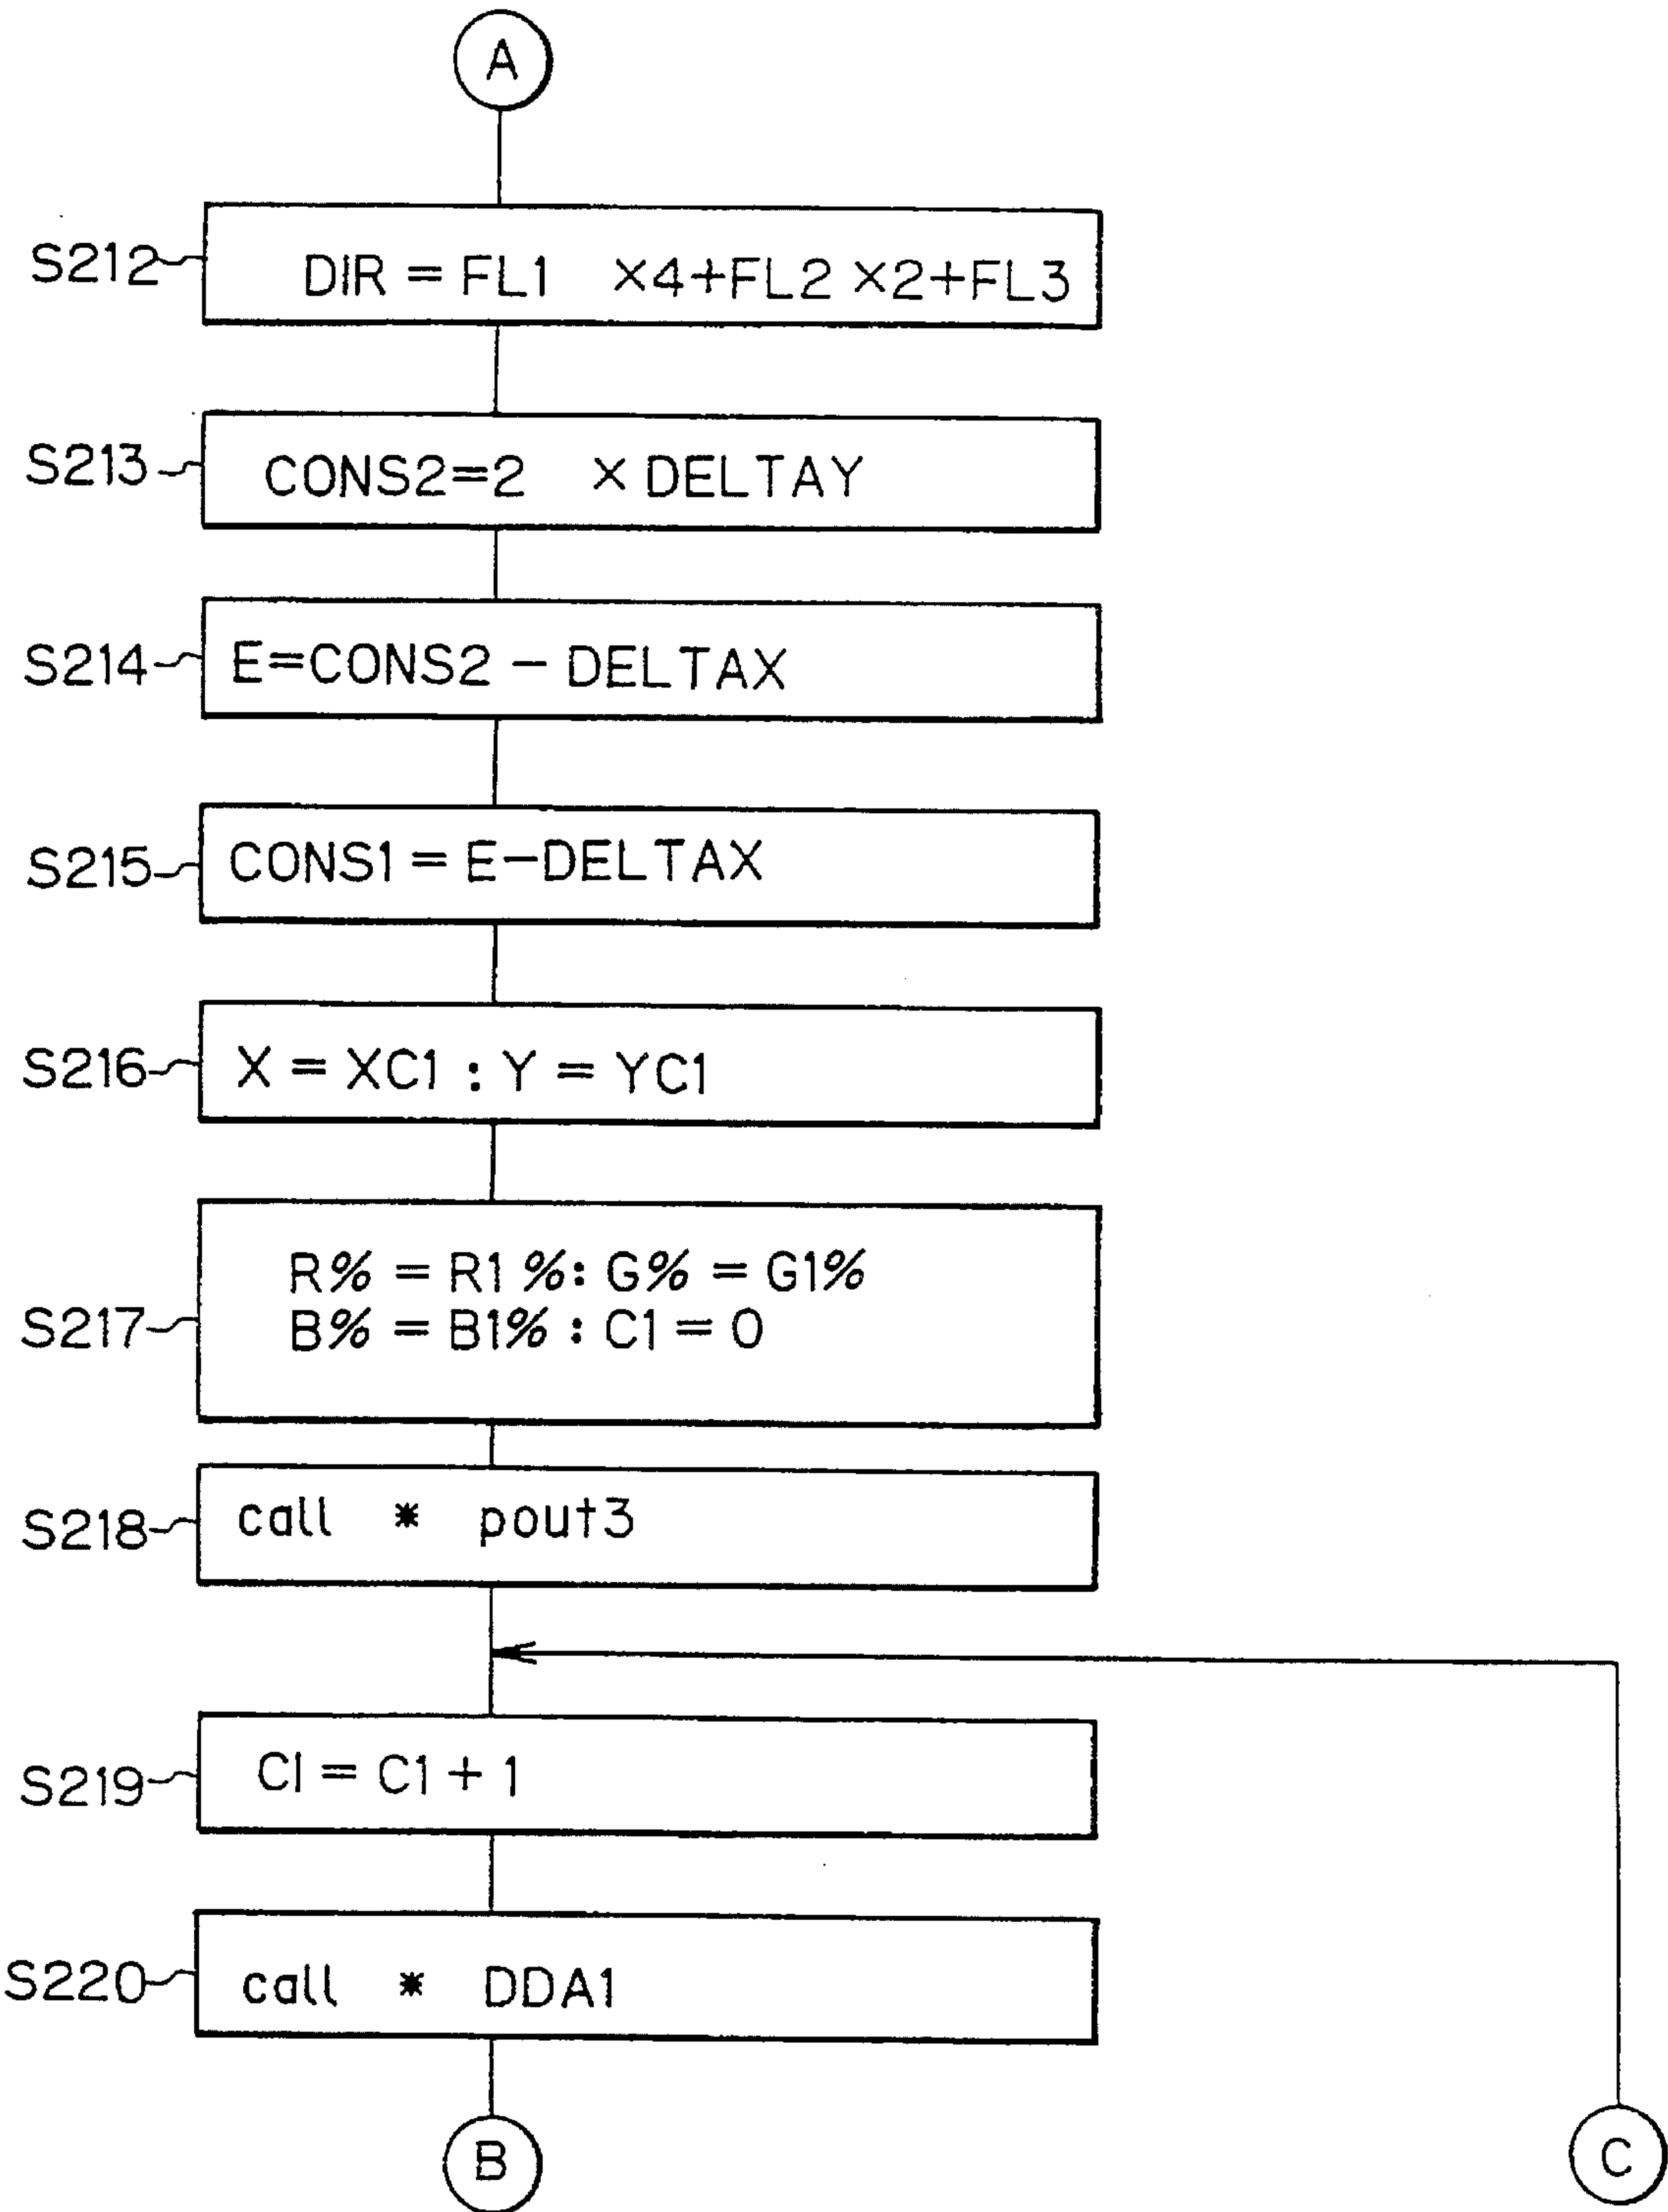 A
S212
DIR = FL1 ×4+FL2 ×2+FL3
S213
CONS2=2 × DELTAY
S214
E=CONS2 - DELTAX
S215
CONS1 = E-DELTAX
S216
X = XC1 : Y = YC1
S217
R% = R1%: G% = G1%
B% = B1% : C1 = 0
S218
call * pout3
S219
C1 = C1 + 1
S220
call * DDA1
B
C